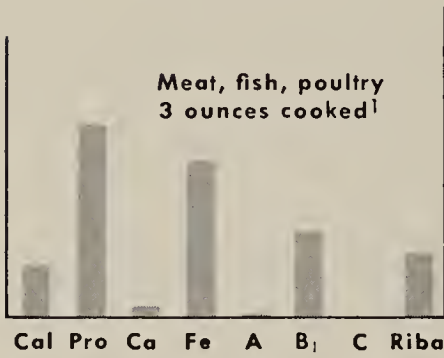 Meat, fish, poultry
3 ounces cooked¹
Cal Pro Ca Fe A B₁ C Ribo